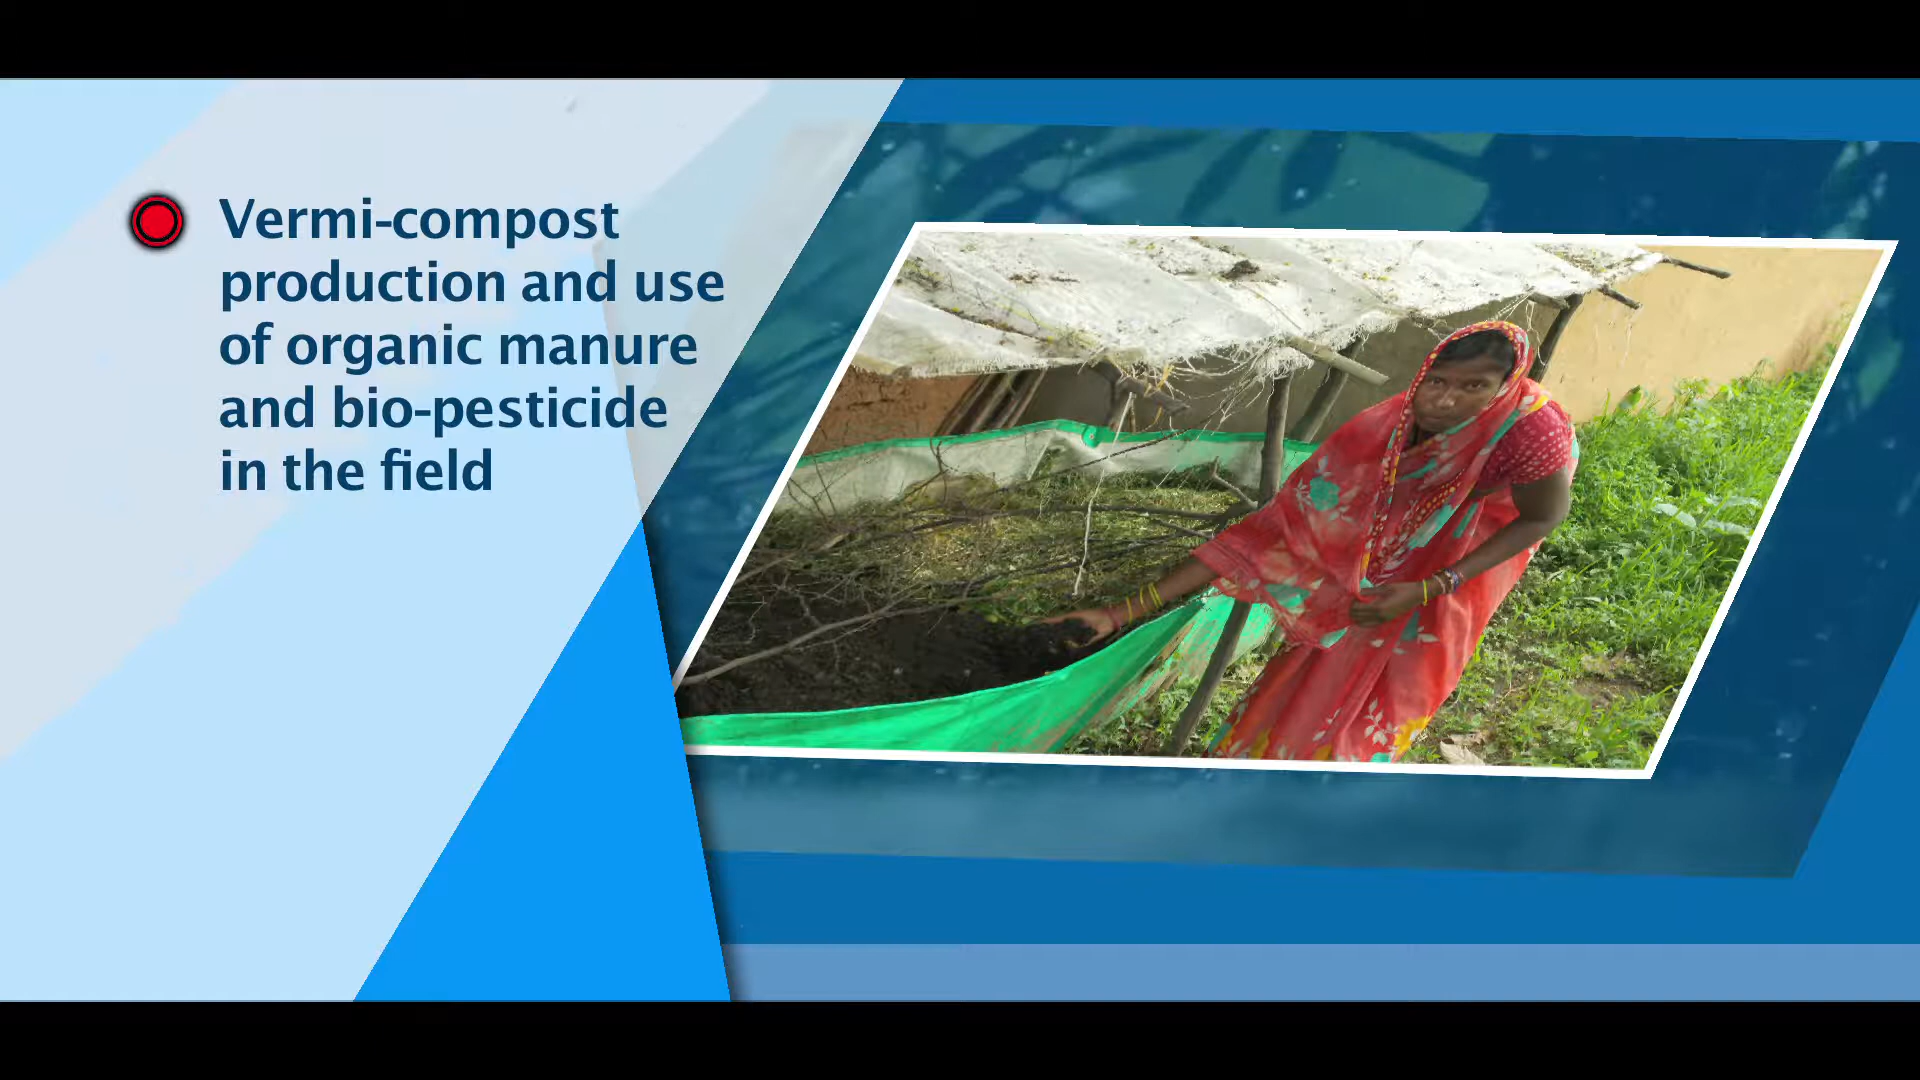 Vermi-compost
production and use
of organic manure
and bio-pesticide
in the field